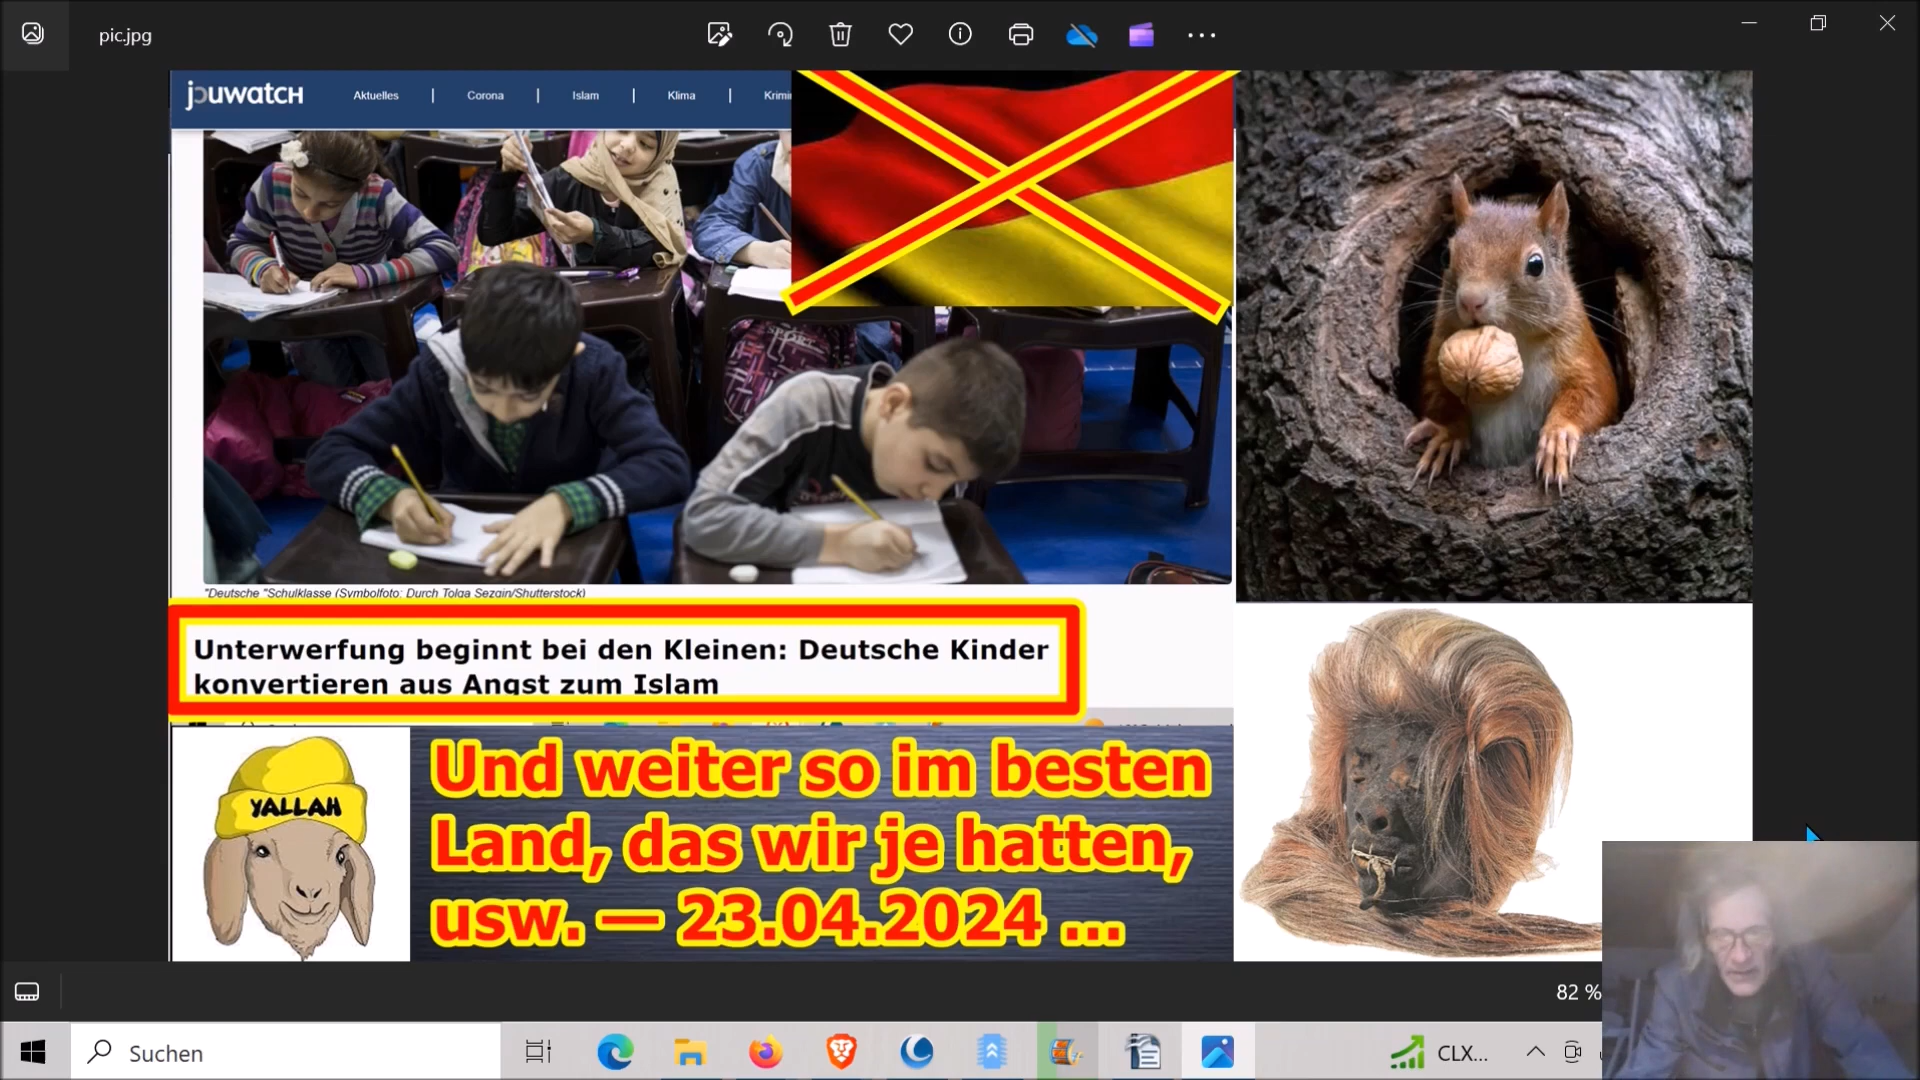 pic.jpg
jouwatch
Aktuelles | Corona | Islam | Klima |
"Deutsche "Schulklasse (Symbolfoto: Durch Tolga Sezgin/Shutterstock)
Unterwerfung beginnt bei den Kleinen: Deutsche Kinder
konvertieren aus Angst zum Islam
YALLAH
Und weiter so im besten
Land, das wir je hatten,
usw. — 23.04.2024 ...
82 %
Suchen
CLX...